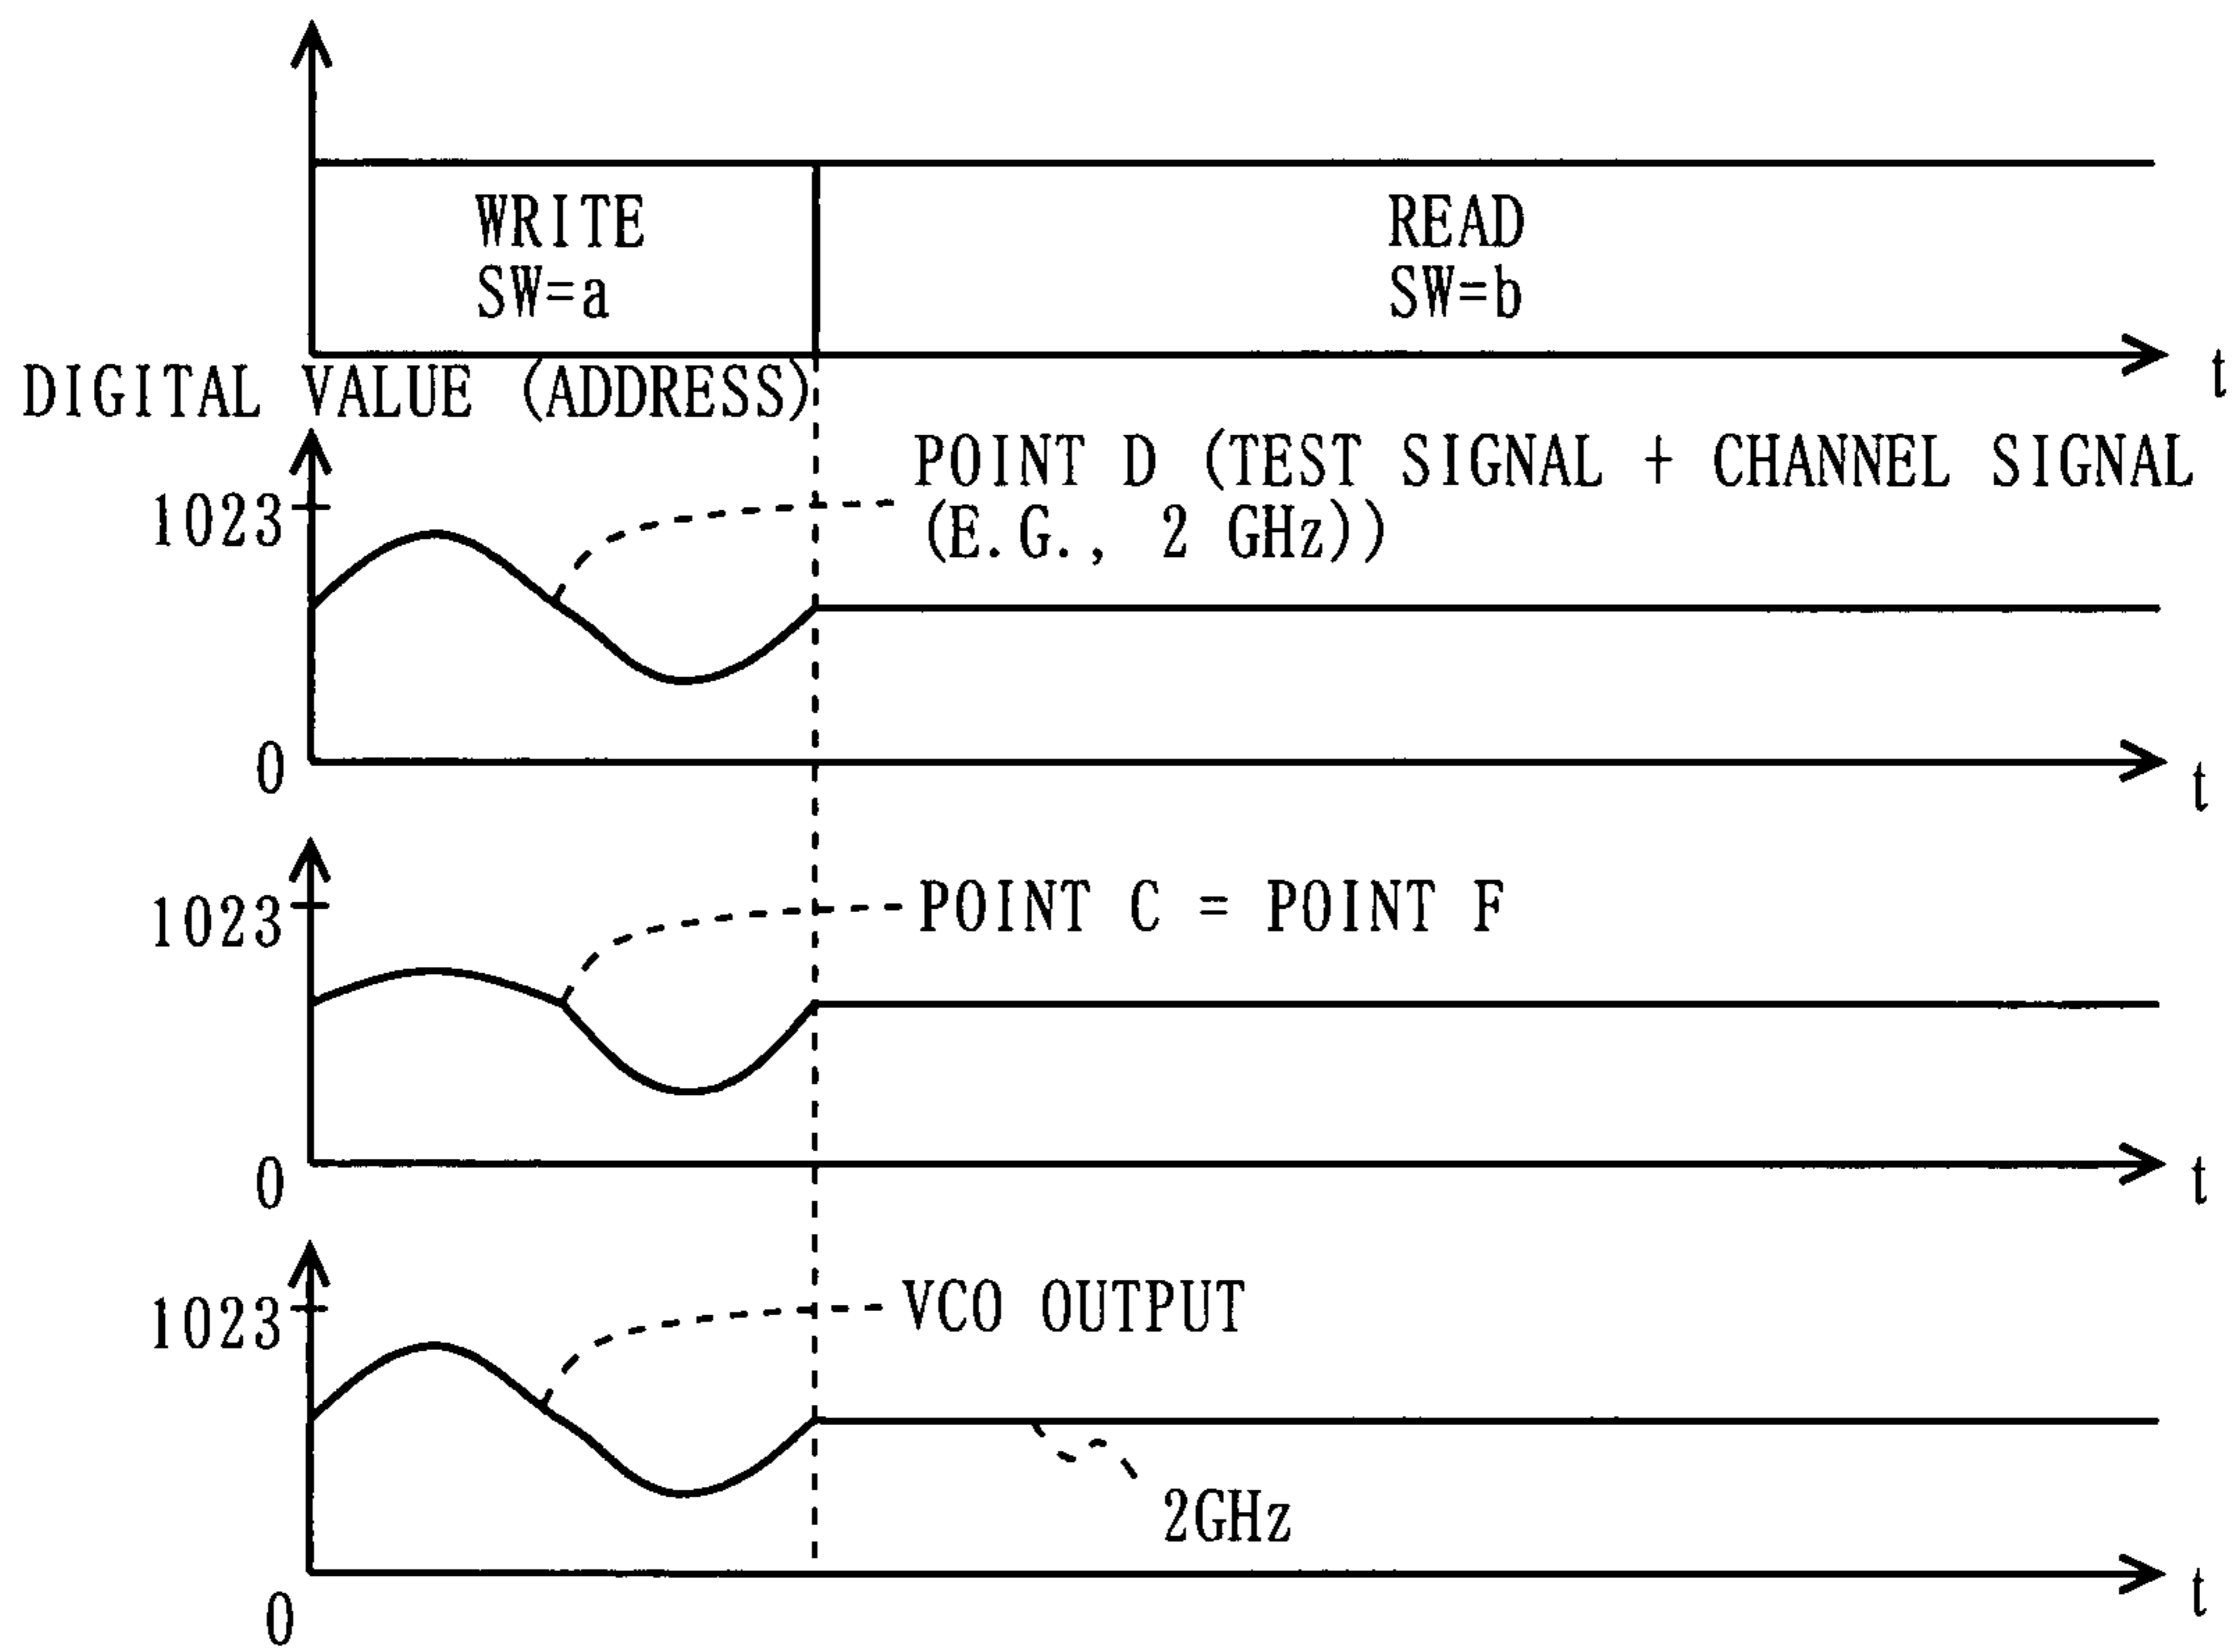 WRITE
SW=a
READ
SW=b
t
DIGITAL VALUE (ADDRESS)
POINT D (TEST SIGNAL + CHANNEL SIGNAL
(E.G., 2 GHz))
1023
0
t
1023
POINT C = POINT F
0
t
1023
VCO OUTPUT
2GHz
0
t